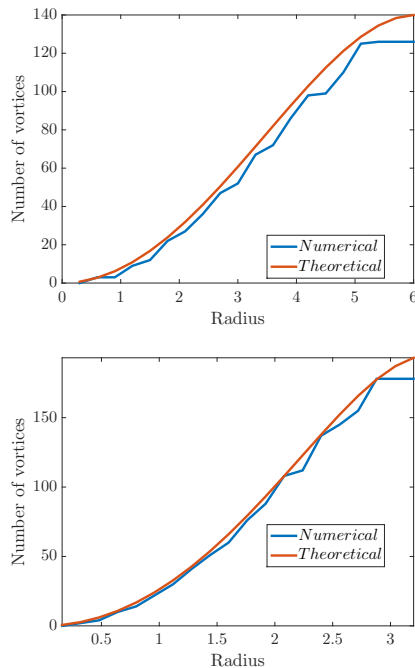 140
120
100
80
60
40
20
0
Number of vortices
Numerical
Theoretical
0 1 2 3 4 5 6
Radius
150
100
50
0
Number of vortices
Numerical
Theoretical
0.5 1 1.5 2 2.5 3
Radius